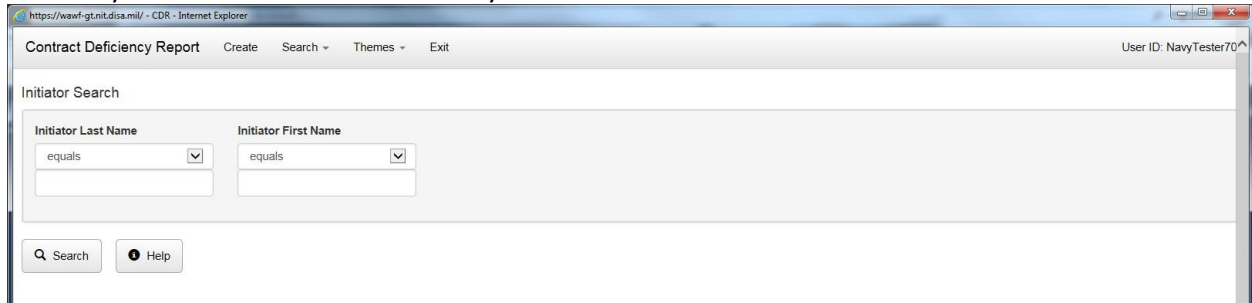 https://wawf-gt.nit.disa.mil/ - CDR - Internet Explorer
Contract Deficiency Report Create Search Themes Exit User ID: NavyTester70
Initiator Search
Initiator Last Name Initiator First Name
equals equals
Search Help